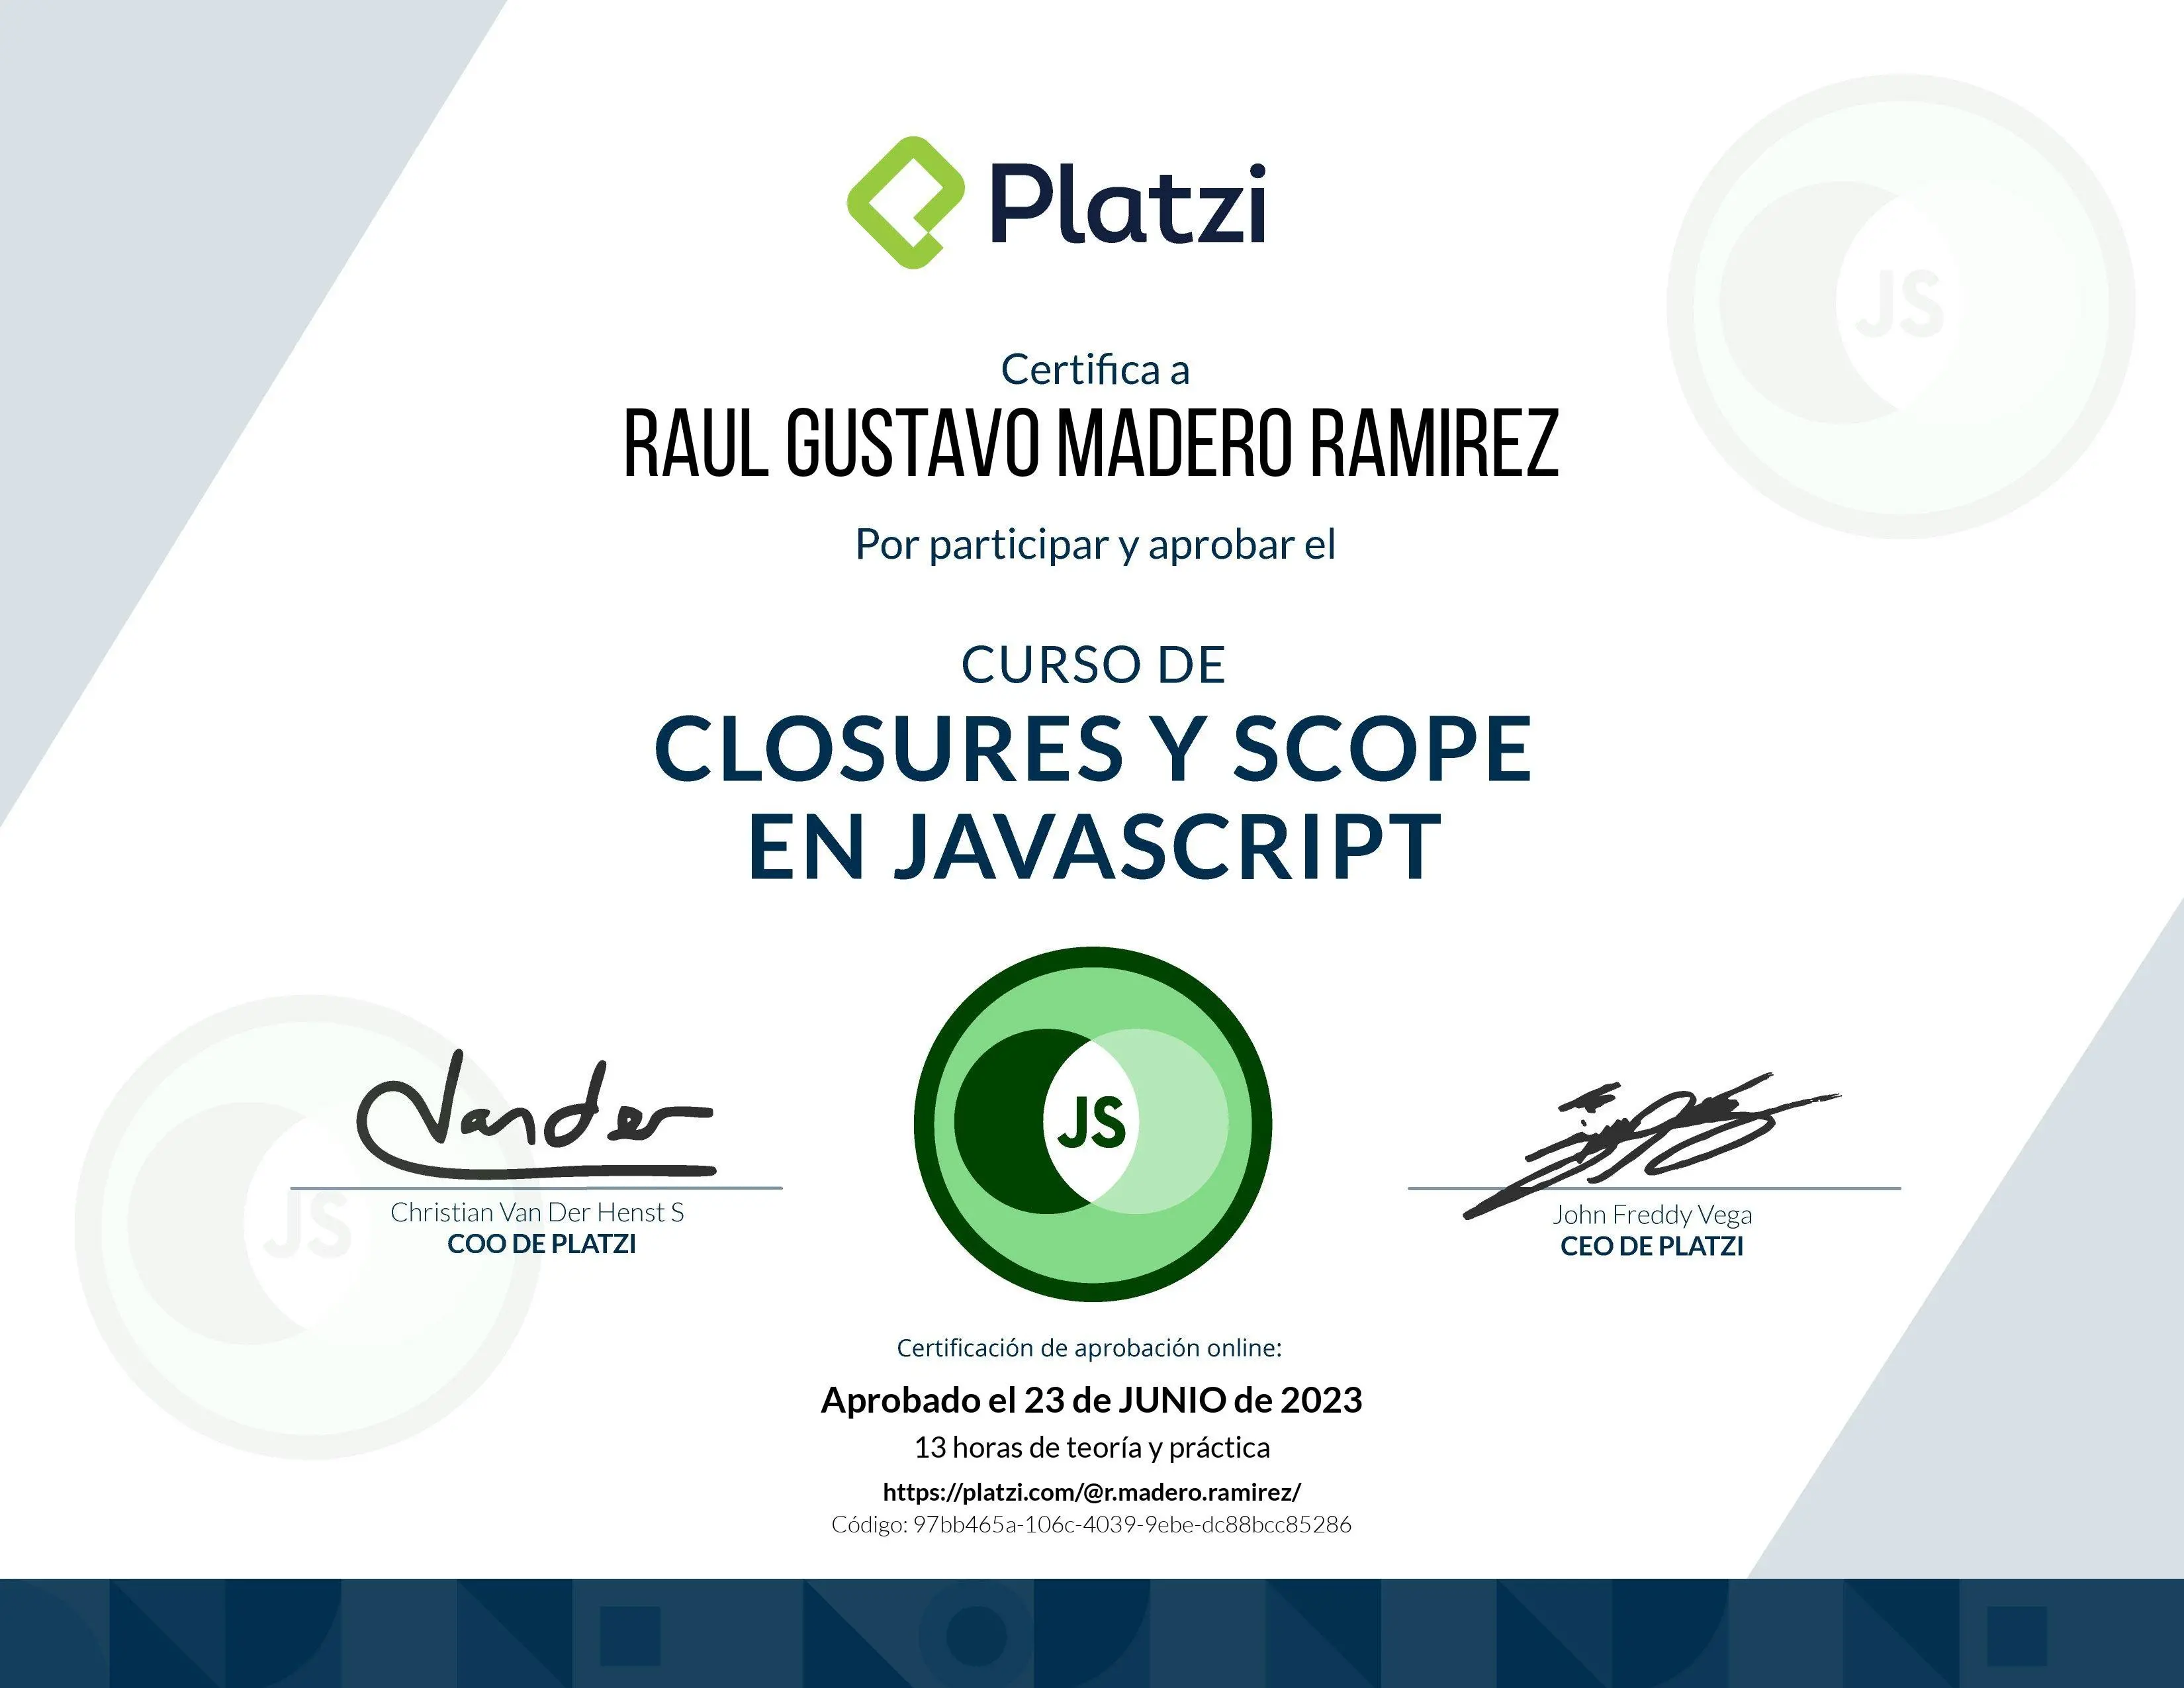 Platzi
Certifica a
RAUL GUSTAVO MADERO RAMIREZ
Por participar y aprobar el
CURSO DE
CLOSURES Y SCOPE
EN JAVASCRIPT
JS
JS
JS
Vander
Christian Van Der Henst S
COO DE PLATZI
John Freddy Vega
CEO DE PLATZI
Certificación de aprobación online:
Aprobado el 23 de JUNIO de 2023
13 horas de teoría y práctica
https://platzi.com/@r.madero.ramirez/
Código: 97bb465a-106c-4039-9ebe-dc88bcc85286